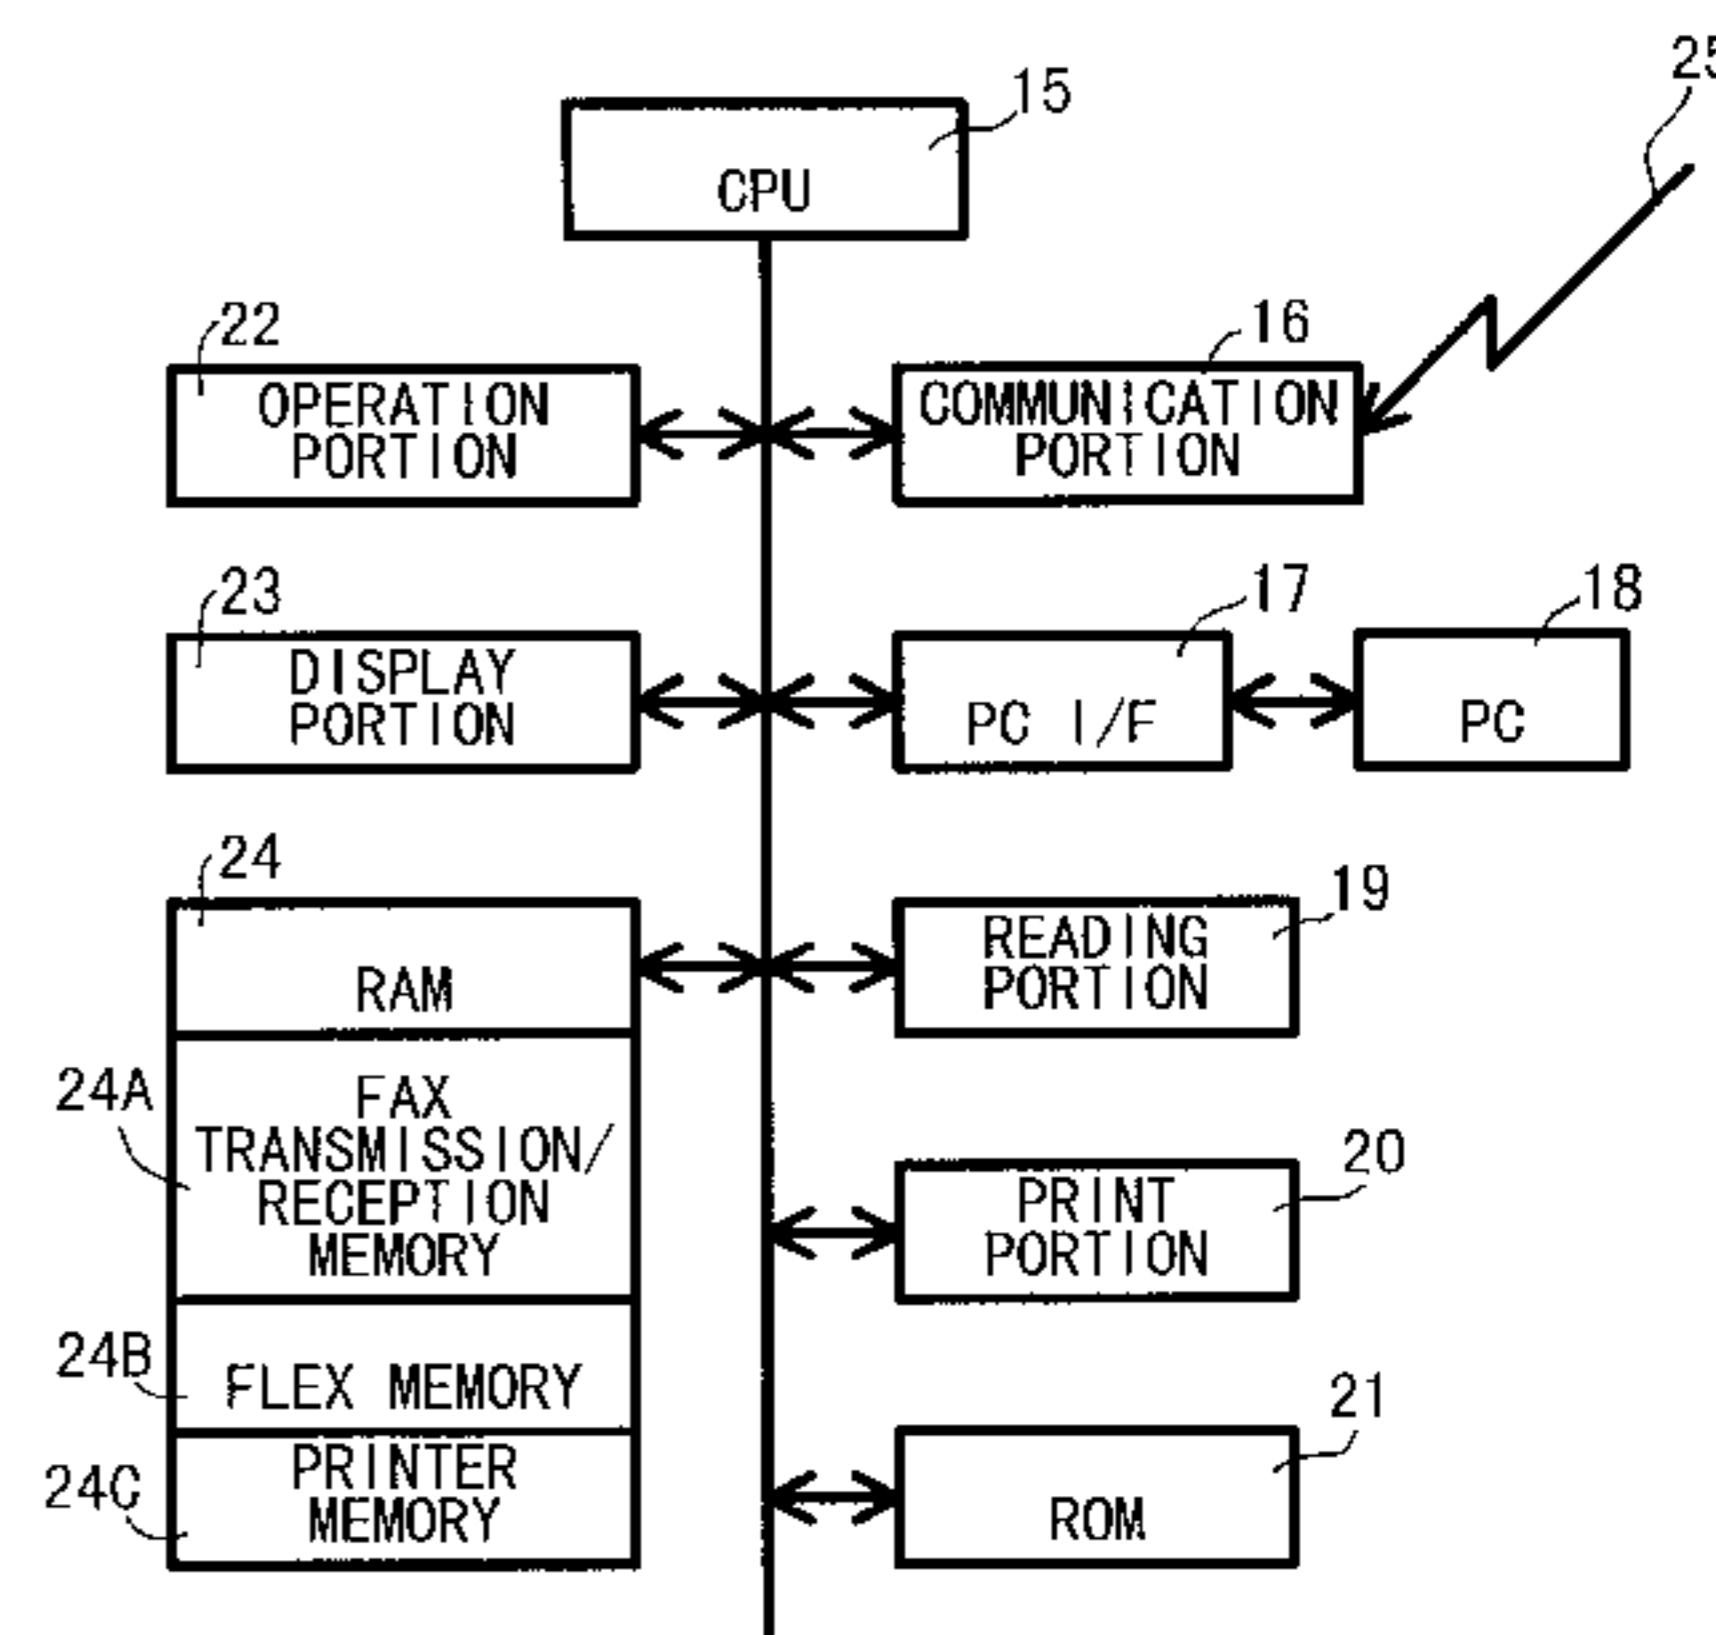 25
15
CPU
22
16
OPERATION
PORTION
COMMUNICATION
PORTION
23
17
18
DISPLAY
PORTION
PC I/F
PC
24
19
RAM
READING
PORTION
24A
FAX
TRANSMISSION/
RECEPTION
MEMORY
20
PRINT
PORTION
24B
FLEX MEMORY
21
24C
PRINTER
MEMORY
ROM